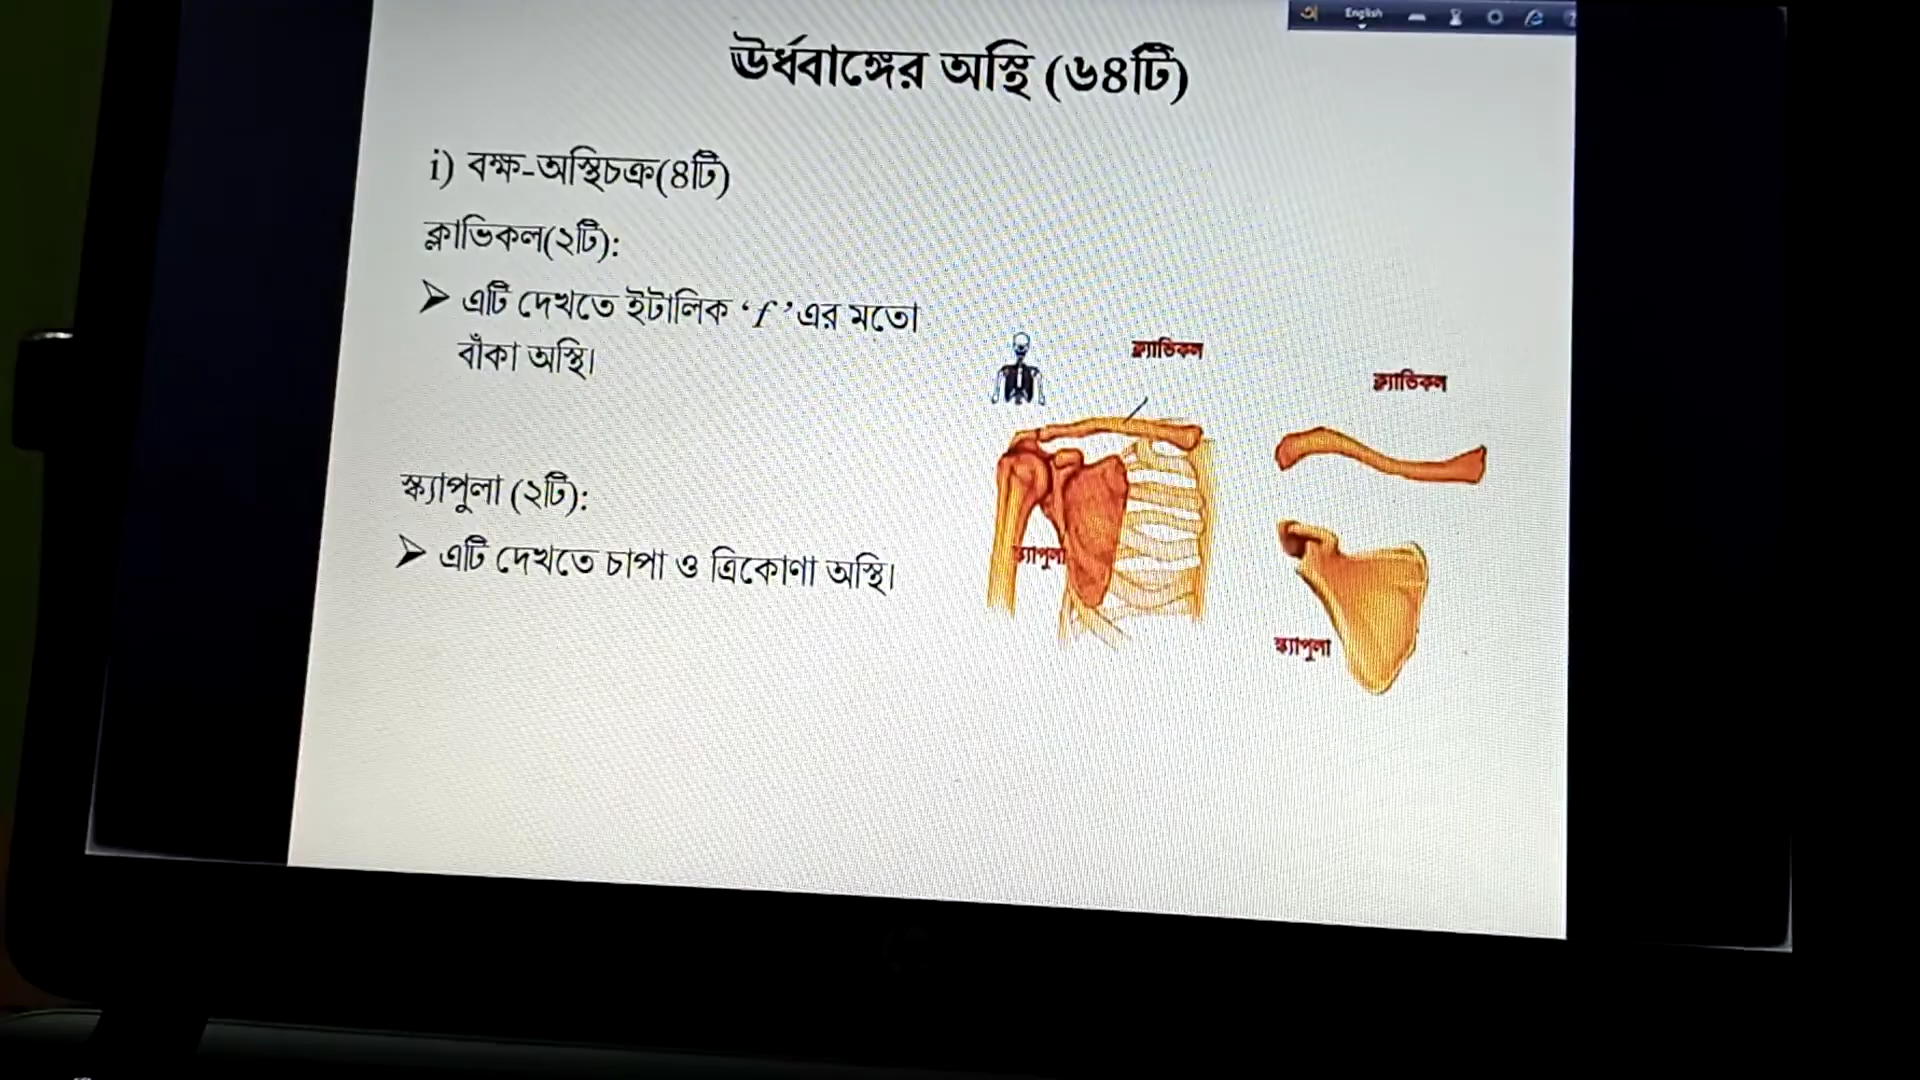 English
ঊর্ধবাঙ্গের অস্থি (৬৪টি)
i) বক্ষ-অস্থিচক্র(৪টি)
ক্লাভিকল(২টি):
➤ এটি দেখতে ইটালিক ‘f’ এর মতো
বাঁকা অস্থি।
ক্ল্যাভিকল
ক্ল্যাভিকল
স্ক্যাপুলা (২টি):
➤ এটি দেখতে চাপা ও ত্রিকোণা অস্থি।
স্ক্যাপুলা